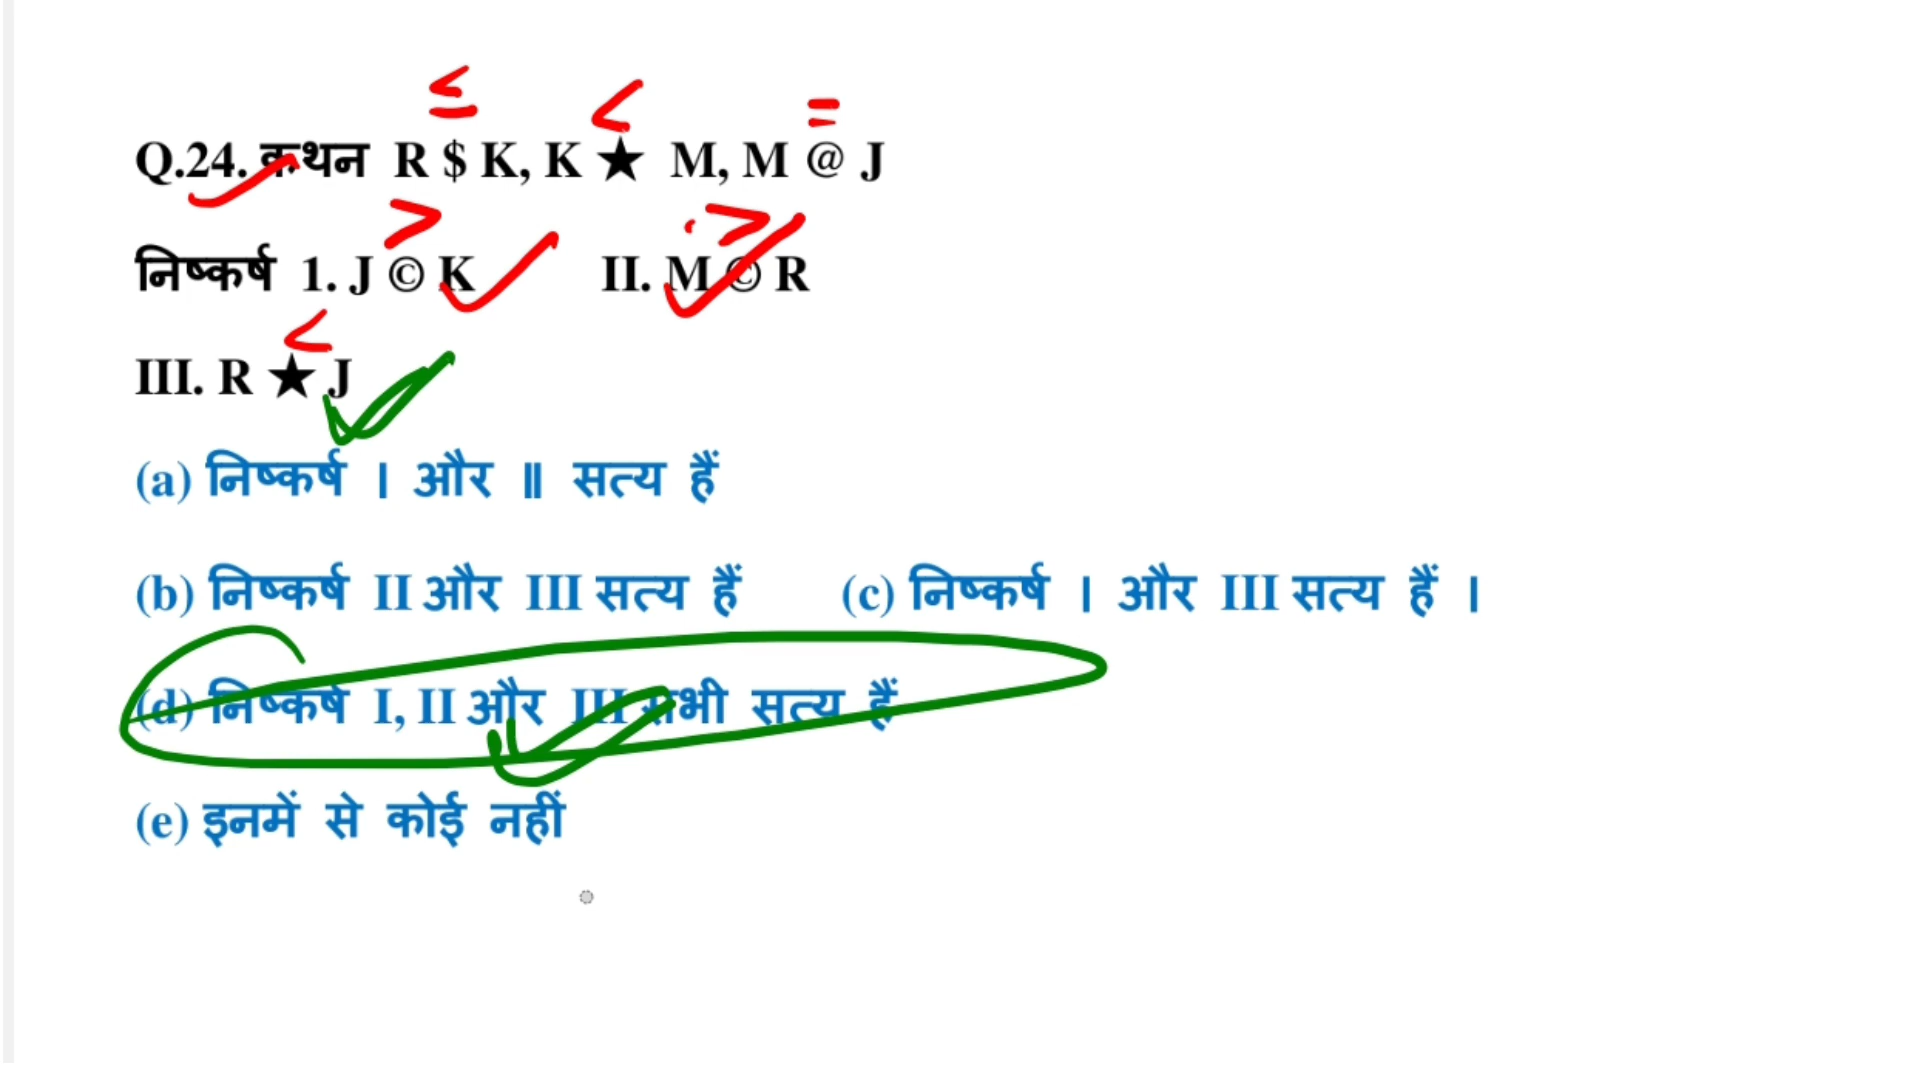 ≤ < =
Q.24. कथन R $ K, K ★ M, M @ J
> >
निष्कर्ष 1. J © K II. M © R
<
III. R ★ J
(a) निष्कर्ष । और ॥ सत्य हैं
(b) निष्कर्ष II और III सत्य हैं (c) निष्कर्ष । और III सत्य हैं ।
(d) निष्कर्ष I, II और III सभी सत्य हैं
(e) इनमें से कोई नहीं